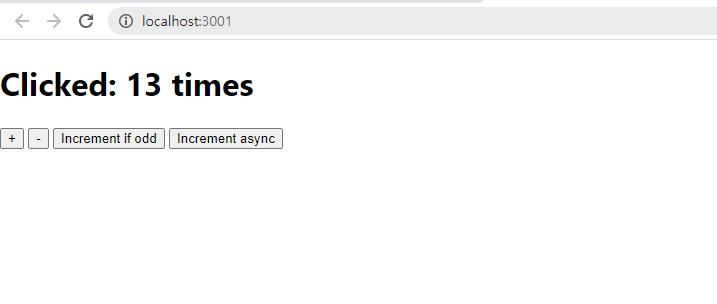 localhost:3001
Clicked: 13 times
+ - Increment if odd Increment async